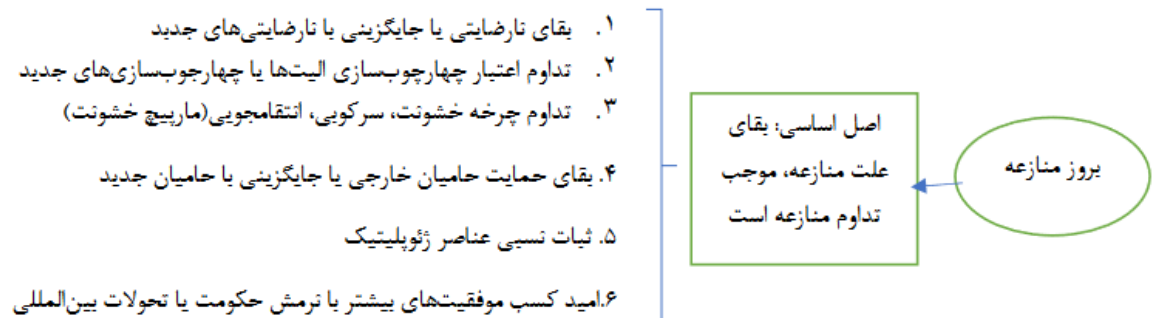 بروز منازعه
اصل اساسی: بقای
علت منازعه، موجب
تداوم منازعه است
۱. بقای نارضایتی یا جایگزینی با نارضایتی‌های جدید
۲. تداوم اعتبار چهارچوب‌سازی الیت‌ها یا چهارجوب‌سازی‌های جدید
۳. تداوم چرخه خشونت، سرکوبی، انتقامجویی(مارپیچ خشونت)
۴. بقای حمایت حامیان خارجی یا جایگزینی با حامیان جدید
۵. ثبات نسبی عناصر ژئوپلیتیک
۶.امید کسب موفقیت‌های بیشتر با نرمش حکومت یا تحولات بین‌المللی